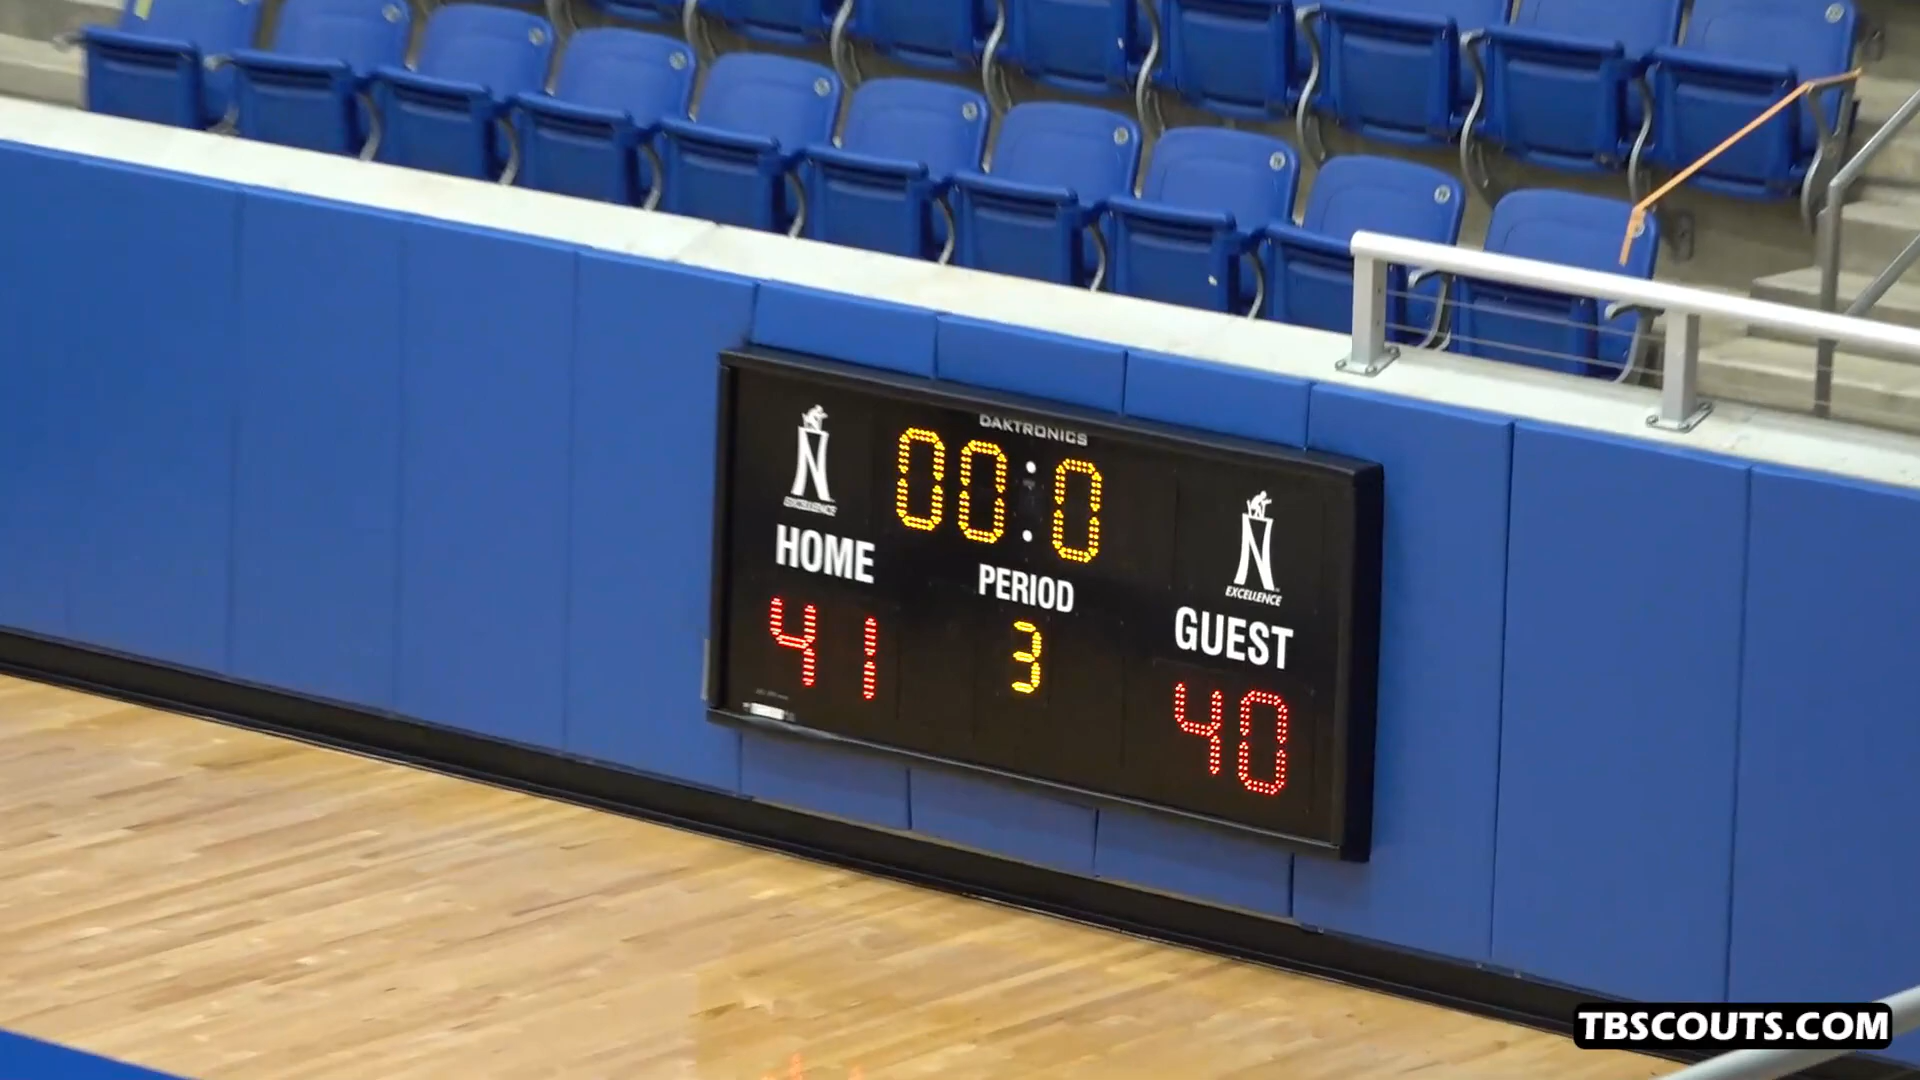 DAKTRONICS
00:0
N
EXCELLENCE
HOME
PERIOD
N
EXCELLENCE
GUEST
41
3
40
TBSCOUTS.COM